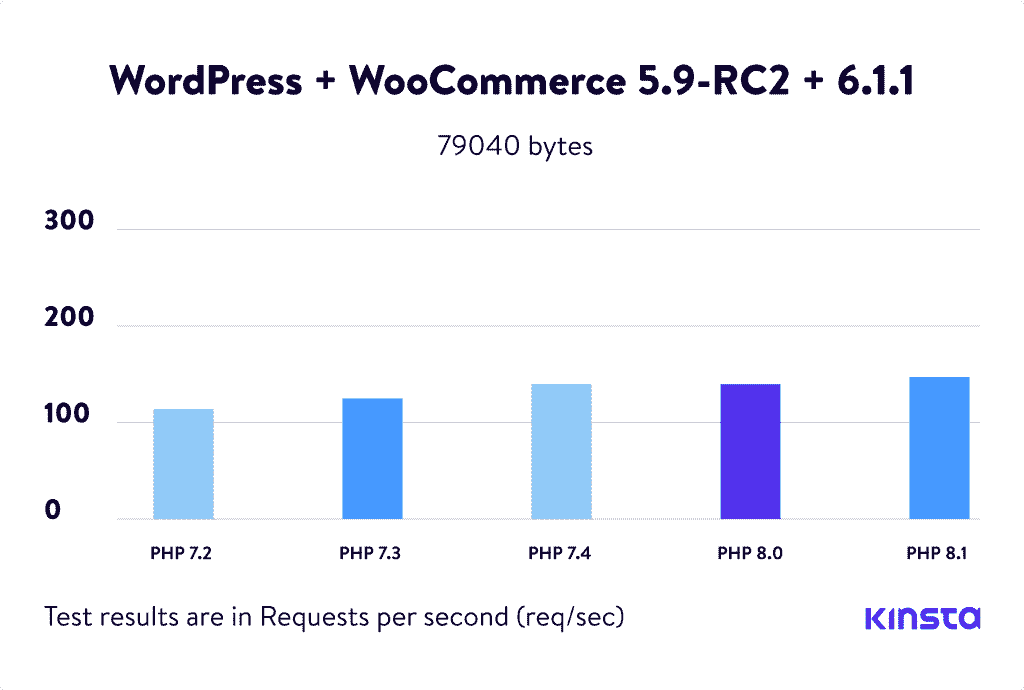 WordPress + WooCommerce 5.9-RC2 + 6.1.1
79040 bytes
300
200
100
0
PHP 7.2 PHP 7.3 PHP 7.4 PHP 8.0 PHP 8.1
Test results are in Requests per second (req/sec)
KINSTA